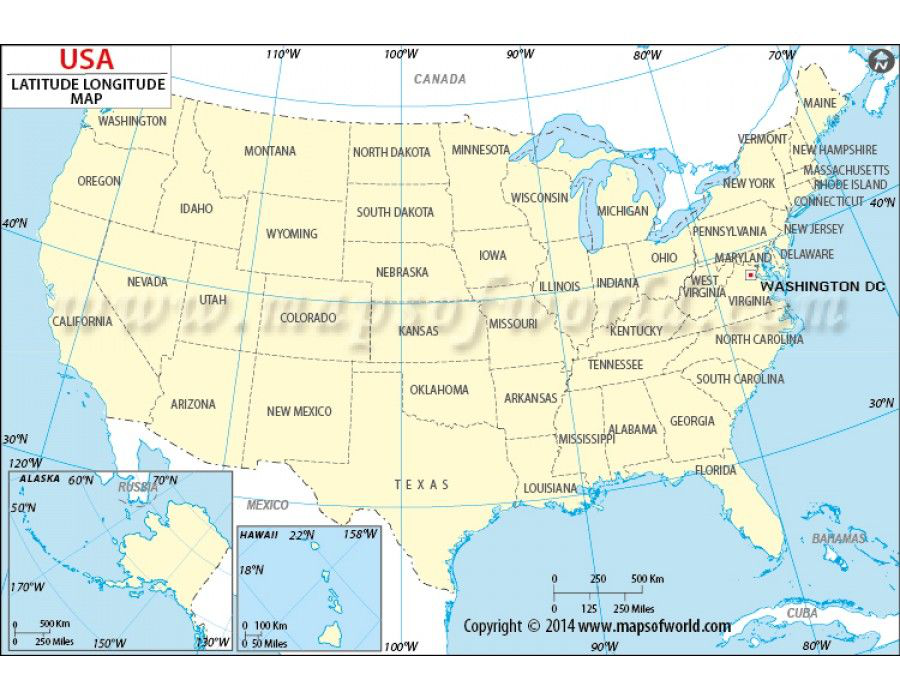 USA
LATITUDE LONGITUDE
MAP
110°W
100°W
90°W
80°W
70°W
N
CANADA
WASHINGTON
MONTANA
NORTH DAKOTA
MINNESOTA
MAINE
VERMONT
NEW HAMPSHIRE
MASSACHUSETTS
RHODE ISLAND
CONNECTICUT
OREGON
IDAHO
SOUTH DAKOTA
WISCONSIN
MICHIGAN
NEW YORK
40°N
40°N
WYOMING
PENNSYLVANIA
NEW JERSEY
IOWA
OHIO
MARYLAND
DELAWARE
NEVADA
UTAH
NEBRASKA
ILLINOIS
INDIANA
WEST
VIRGINIA
WASHINGTON DC
VIRGINIA
www.mapsofworld.com
CALIFORNIA
COLORADO
KANSAS
MISSOURI
KENTUCKY
NORTH CAROLINA
TENNESSEE
SOUTH CAROLINA
ARIZONA
NEW MEXICO
OKLAHOMA
ARKANSAS
30°N
MISSISSIPPI
ALABAMA
GEORGIA
30°N
120°W
TEXAS
LOUISIANA
FLORIDA
MEXICO
ALASKA
60°N
70°N
RUSSIA
50°N
170°W
0 500 Km
0 250 Miles
150°W
130°W
HAWAII
22°N
158°W
18°N
0 100 Km
0 50 Miles
BAHAMAS
CUBA
0 250 500 Km
0 125 250 Miles
Copyright © 2014 www.mapsofworld.com
100°W
90°W
80°W